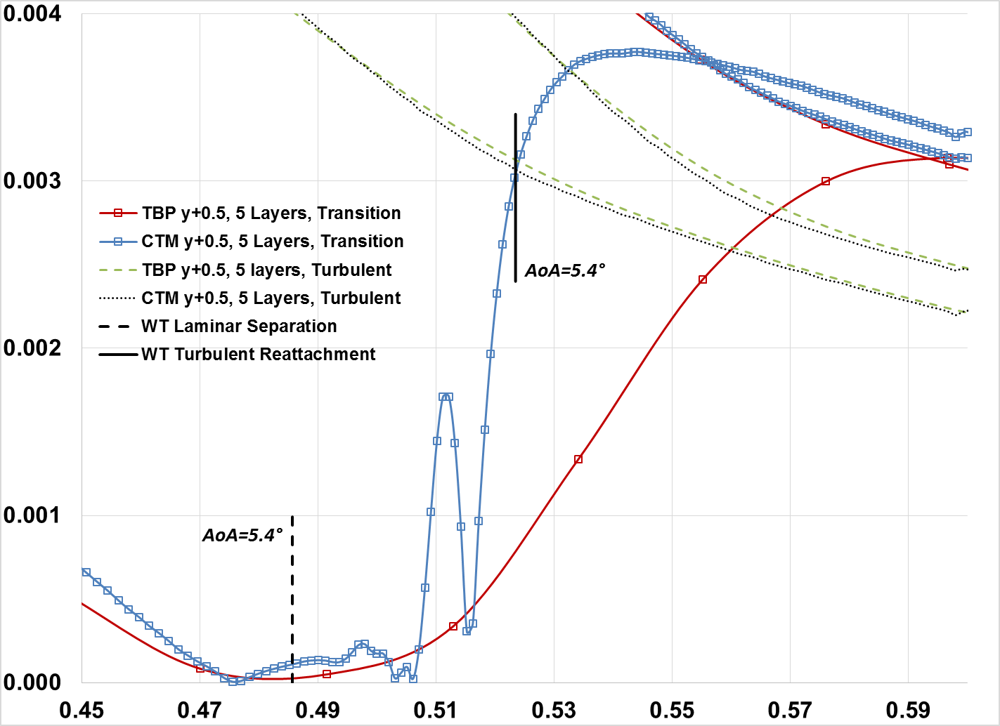 0.004
0.003
TBP y+0.5, 5 Layers, Transition
CTM y+0.5, 5 Layers, Transition
TBP y+0.5, 5 layers, Turbulent
CTM y+0.5, 5 Layers, Turbulent
WT Laminar Separation
WT Turbulent Reattachment
AoA=5.4°
0.002
0.001
AoA=5.4°
0.000
0.45 0.47 0.49 0.51 0.53 0.55 0.57 0.59